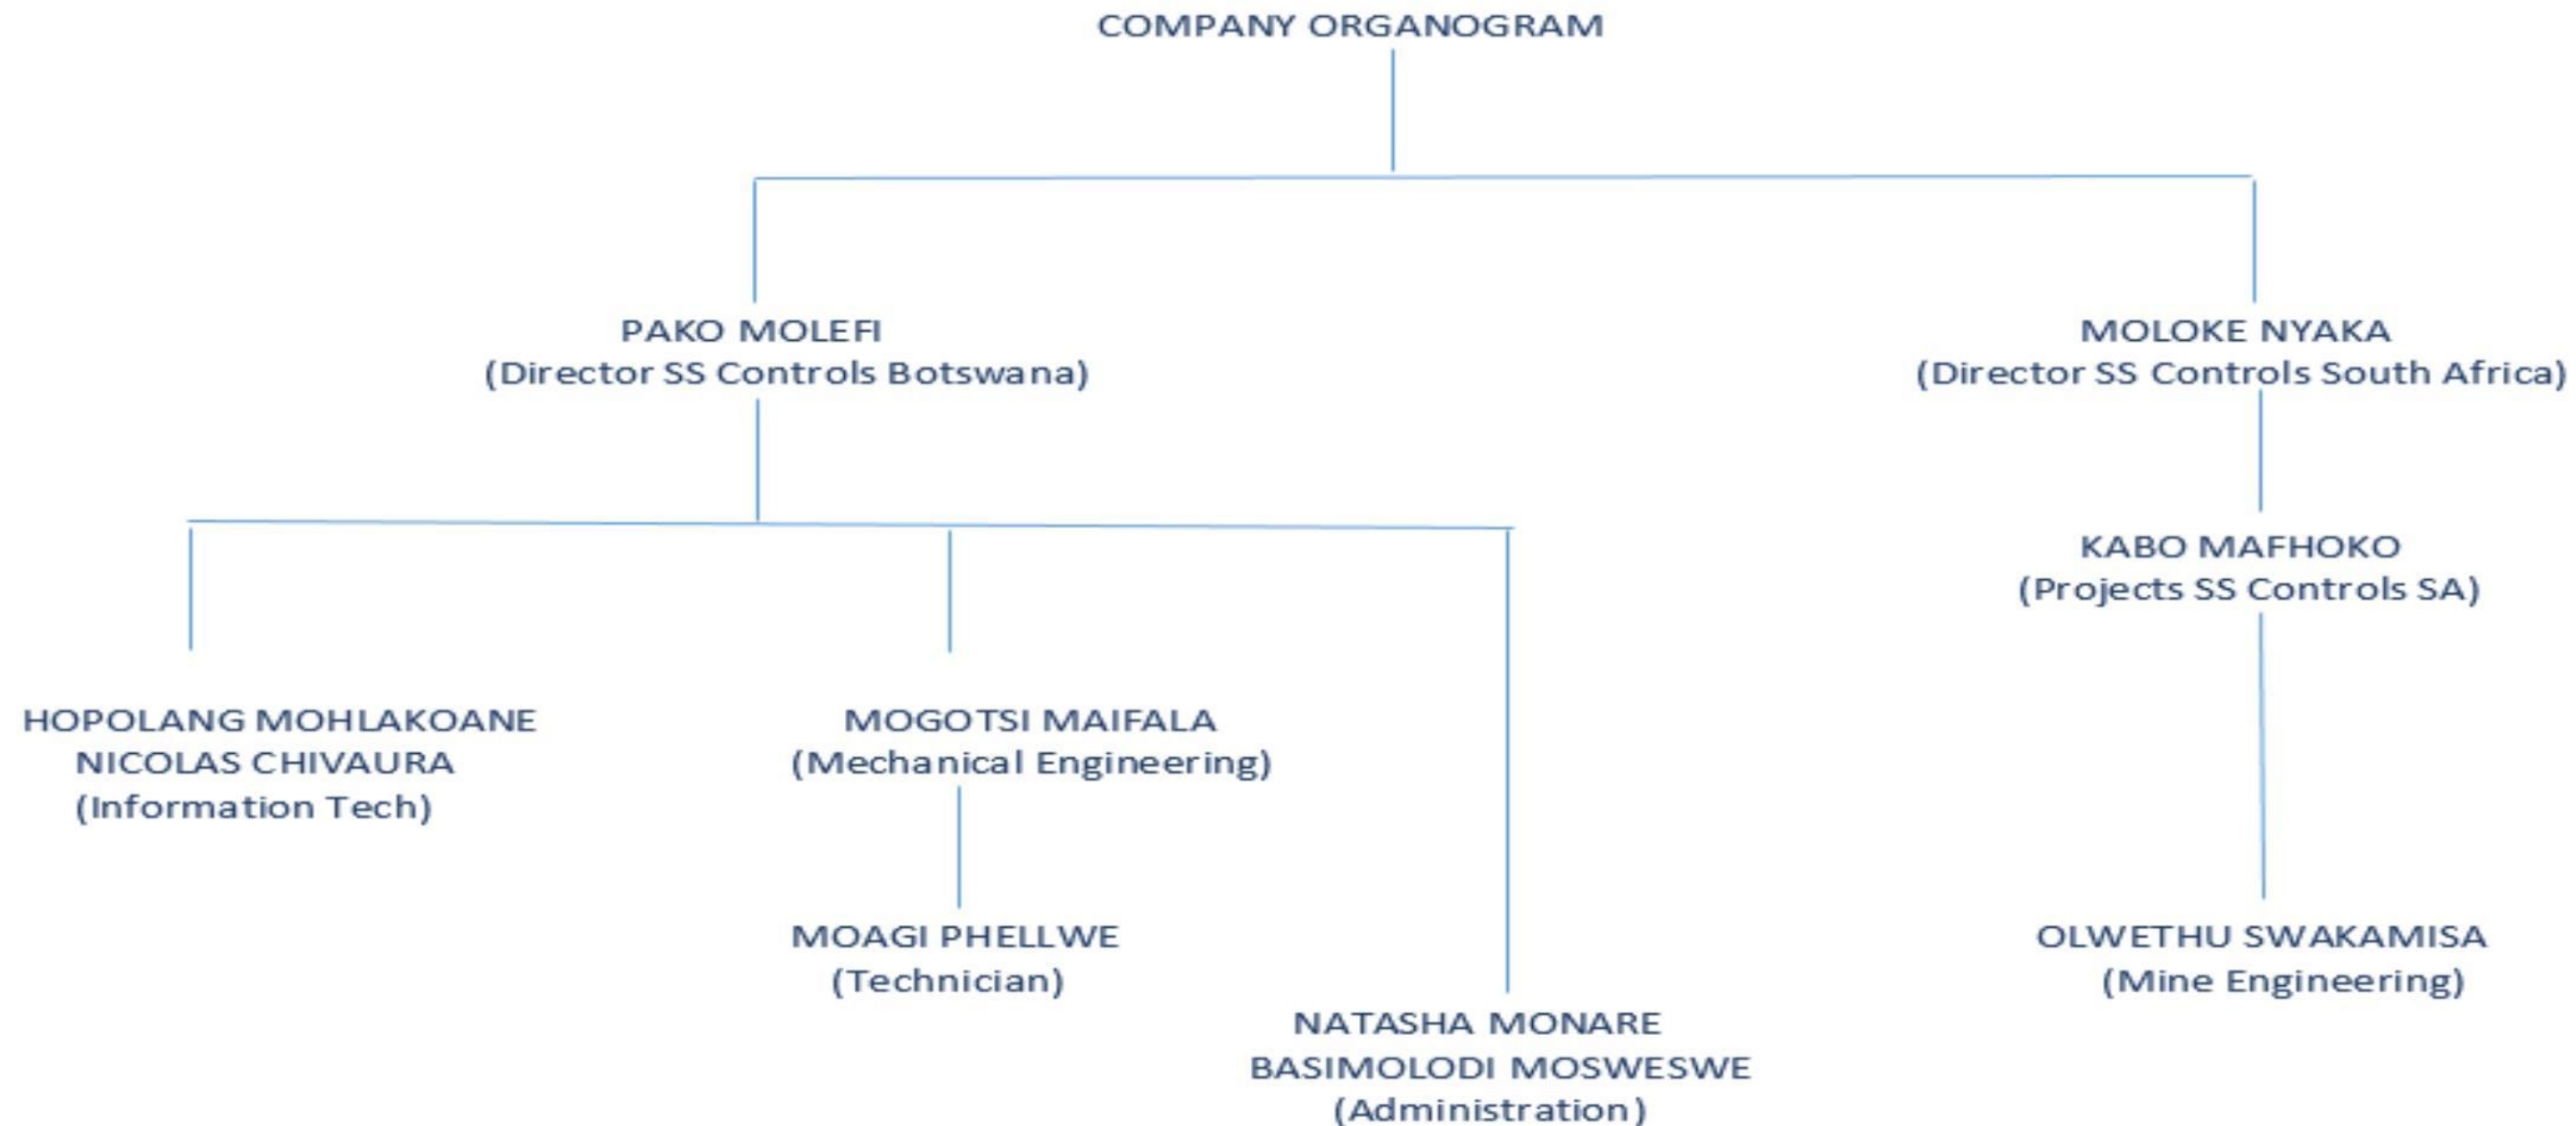 COMPANY ORGANOGRAM
PAKO MOLEFI
(Director SS Controls Botswana)
MOLOKE NYAKA
(Director SS Controls South Africa)
KABO MAFHOKO
(Projects SS Controls SA)
HOPOLANG MOHLAKOANE
NICOLAS CHIVAURA
(Information Tech)
MOGOTSI MAIFALA
(Mechanical Engineering)
MOAGI PHELLWE
(Technician)
OLWETHU SWAKAMISA
(Mine Engineering)
NATASHA MONARE
BASIMOLODI MOSWESWE
(Administration)